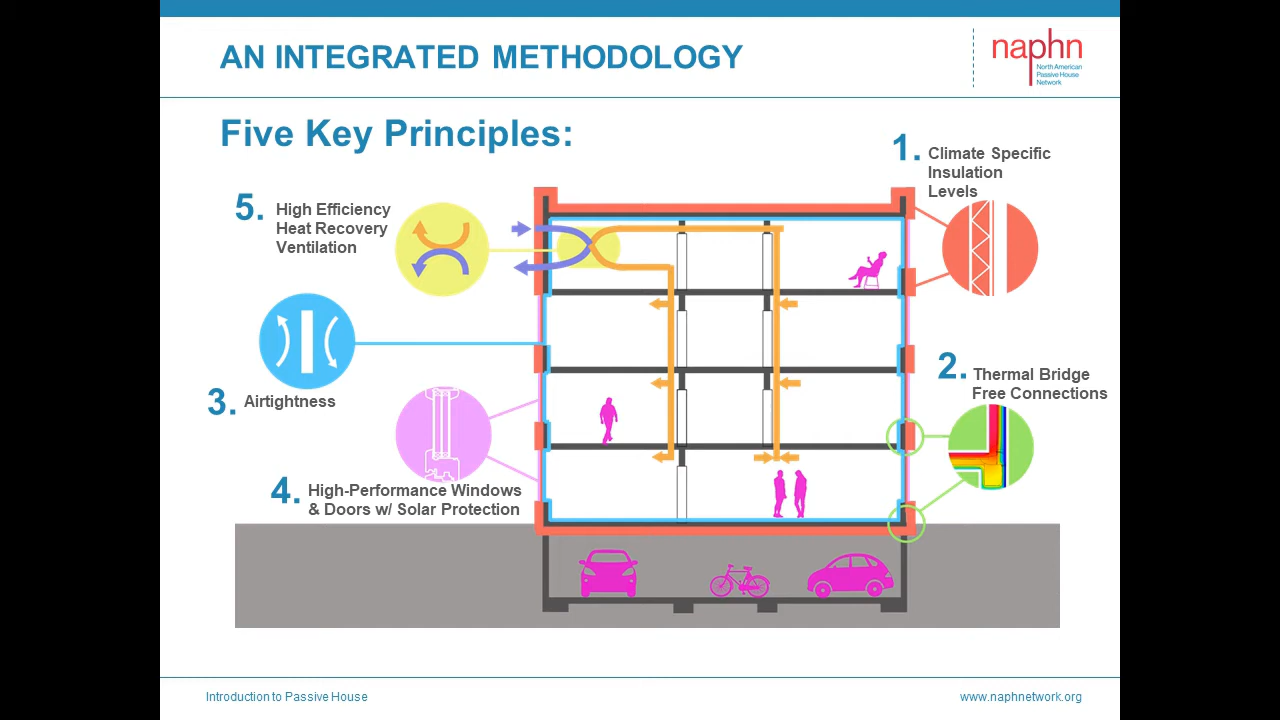 AN INTEGRATED METHODOLOGY
naphn
North American
Passive House
Network
Five Key Principles:
1. Climate Specific
Insulation
Levels
5. High Efficiency
Heat Recovery
Ventilation
2. Thermal Bridge
Free Connections
3. Airtightness
4. High-Performance Windows
& Doors w/ Solar Protection
Introduction to Passive House
www.naphnetwork.org